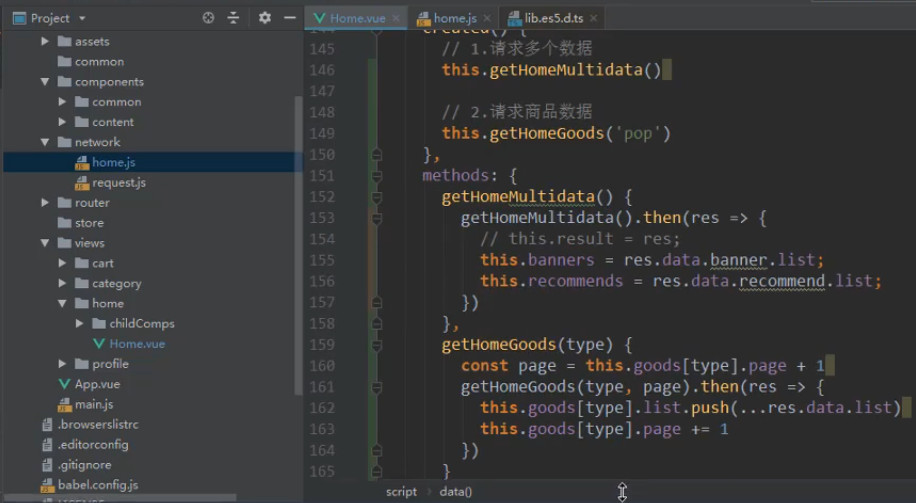 Project
Home.vue
home.js
lib.es5.d.ts
assets
common
components
common
content
network
home.js
request.js
router
store
views
cart
category
home
childComps
Home.vue
profile
App.vue
main.js
.browserslistrc
.editorconfig
.gitignore
babel.config.js
144 created() {
145 // 1.请求多个数据
146 this.getHomeMultidata()
147
148 // 2.请求商品数据
149 this.getHomeGoods('pop')
150 },
151 methods: {
152 getHomeMultidata() {
153 getHomeMultidata().then(res => {
154 // this.result = res;
155 this.banners = res.data.banner.list;
156 this.recommends = res.data.recommend.list;
157 })
158 },
159 getHomeGoods(type) {
160 const page = this.goods[type].page + 1
161 getHomeGoods(type, page).then(res => {
162 this.goods[type].list.push(...res.data.list)
163 this.goods[type].page += 1
164 })
165 }
script data()